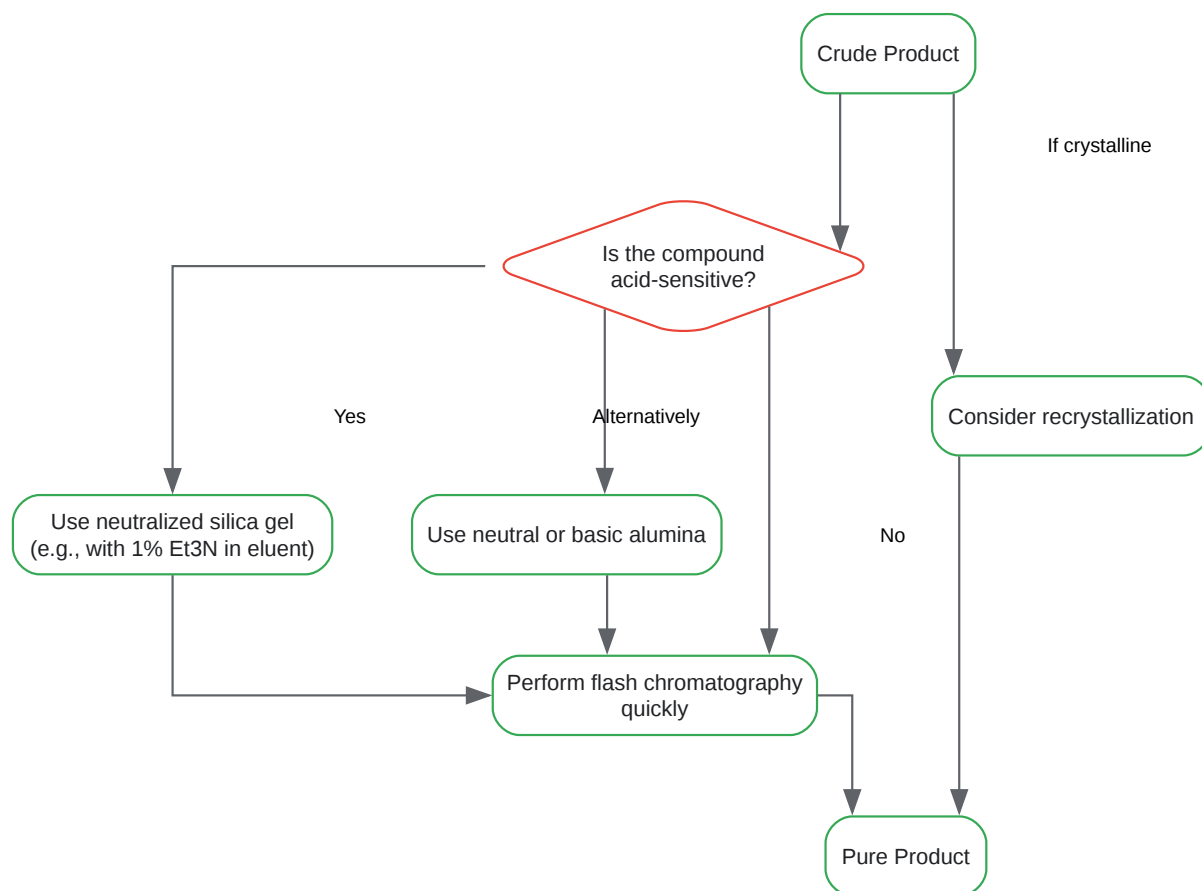 Crude Product
If crystalline
Is the compound
acid-sensitive?
Yes
Alternatively
Consider recrystallization
Use neutralized silica gel
(e.g., with 1% Et3N in eluent)
Use neutral or basic alumina
No
Perform flash chromatography
quickly
Pure Product